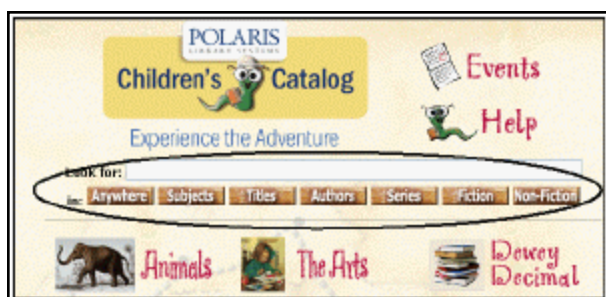 POLARIS
LIBRARY SYSTEMS
Children's Catalog
Experience the Adventure
Events
Help
Look for:
in: Anywhere Subjects Titles Authors Series Fiction Non-Fiction
Animals
The Arts
Dewey
Decimal